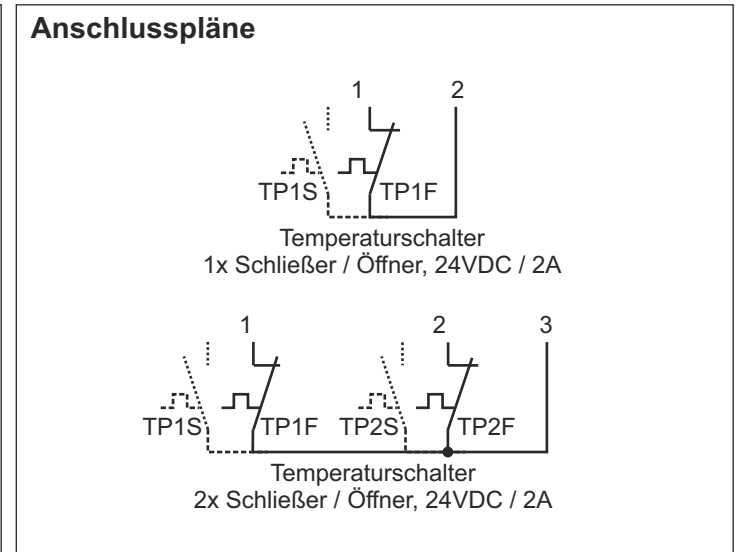 Anschlusspläne
1 2
TP1S TP1F
Temperaturschalter
1x Schließer / Öffner, 24VDC / 2A
1 2 3
TP1S TP1F TP2S TP2F
Temperaturschalter
2x Schließer / Öffner, 24VDC / 2A